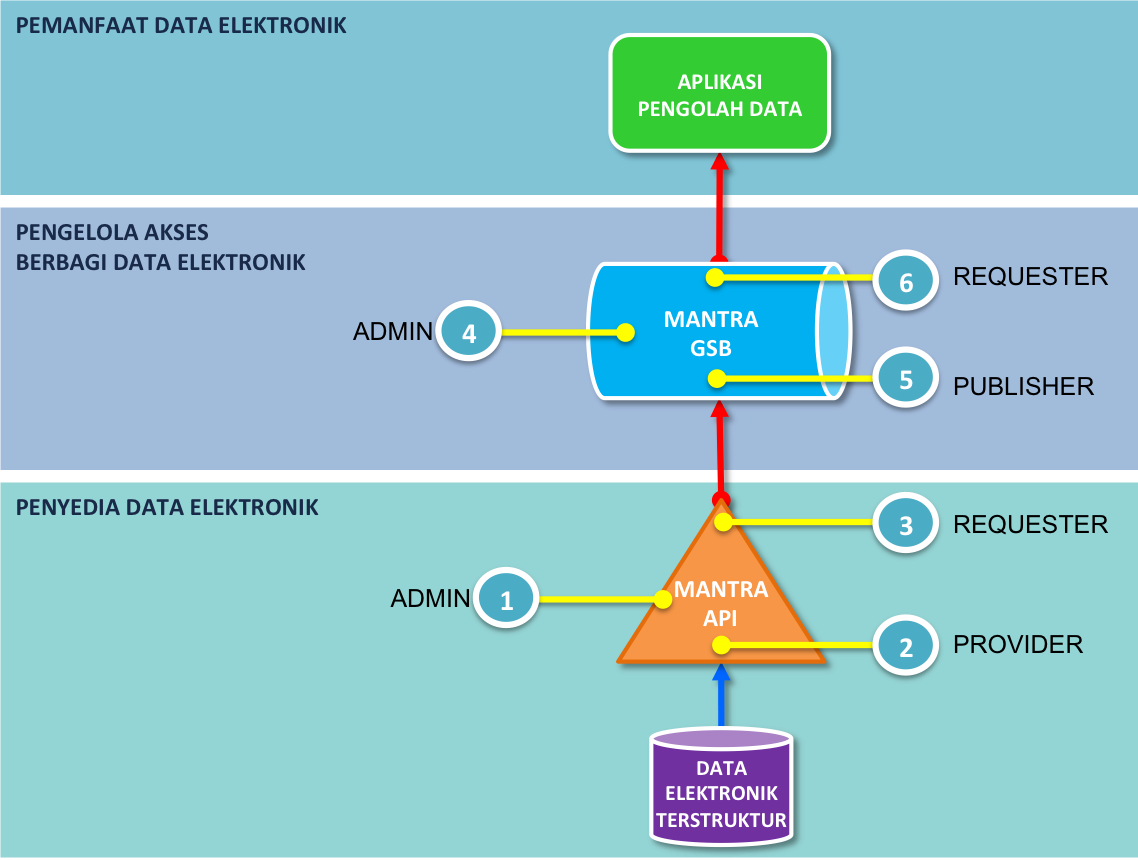 PEMANFAAT DATA ELEKTRONIK
APLIKASI
PENGOLAH DATA
PENGELOLA AKSES
BERBAGI DATA ELEKTRONIK
6
REQUESTER
ADMIN
4
MANTRA
GSB
5
PUBLISHER
PENYEDIA DATA ELEKTRONIK
3
REQUESTER
ADMIN
1
MANTRA
API
2
PROVIDER
DATA
ELEKTRONIK
TERSTRUKTUR